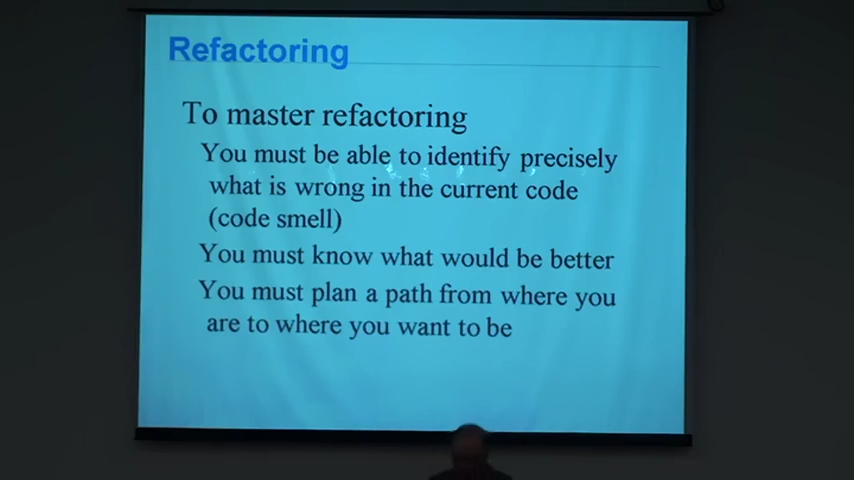 Refactoring
To master refactoring
You must be able to identify precisely
what is wrong in the current code
(code smell)
You must know what would be better
You must plan a path from where you
are to where you want to be